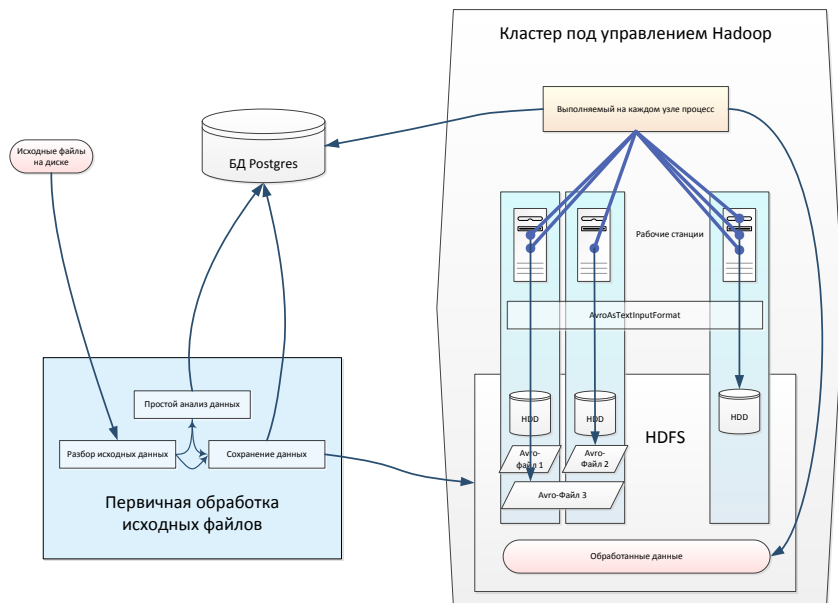 Кластер под управлением Hadoop
Выполняемый на каждом узле процесс
Исходные файлы
на диске
БД Postgres
Рабочие станции
AvroAsTextInputFormat
Простой анализ данных
Разбор исходных данных
Сохранение данных
Первичная обработка
исходных файлов
HDD
HDD
HDD
HDFS
Avro-
файл 1
Avro-
Файл 2
Avro-Файл 3
Обработанные данные